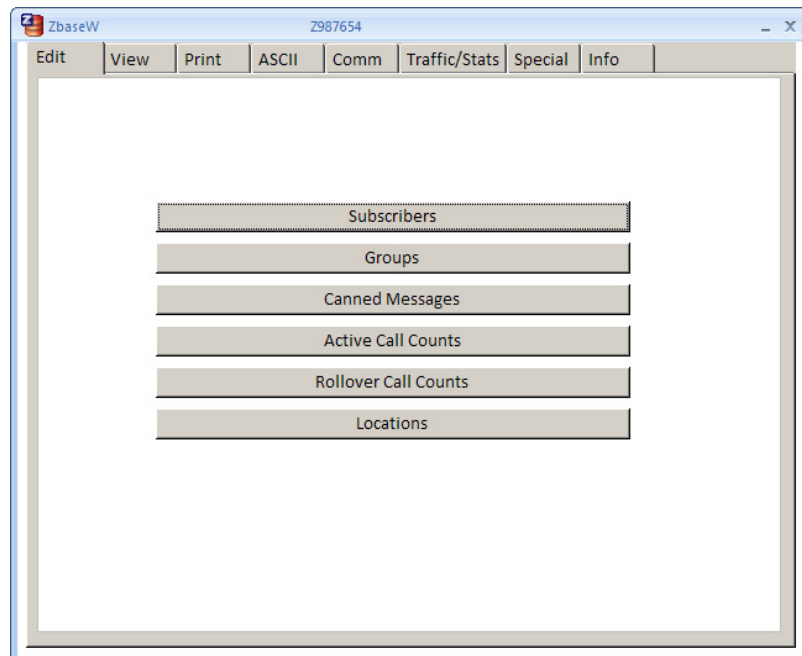 ZbaseW Z987654
Edit View Print ASCII Comm Traffic/Stats Special Info
Subscribers
Groups
Canned Messages
Active Call Counts
Rollover Call Counts
Locations